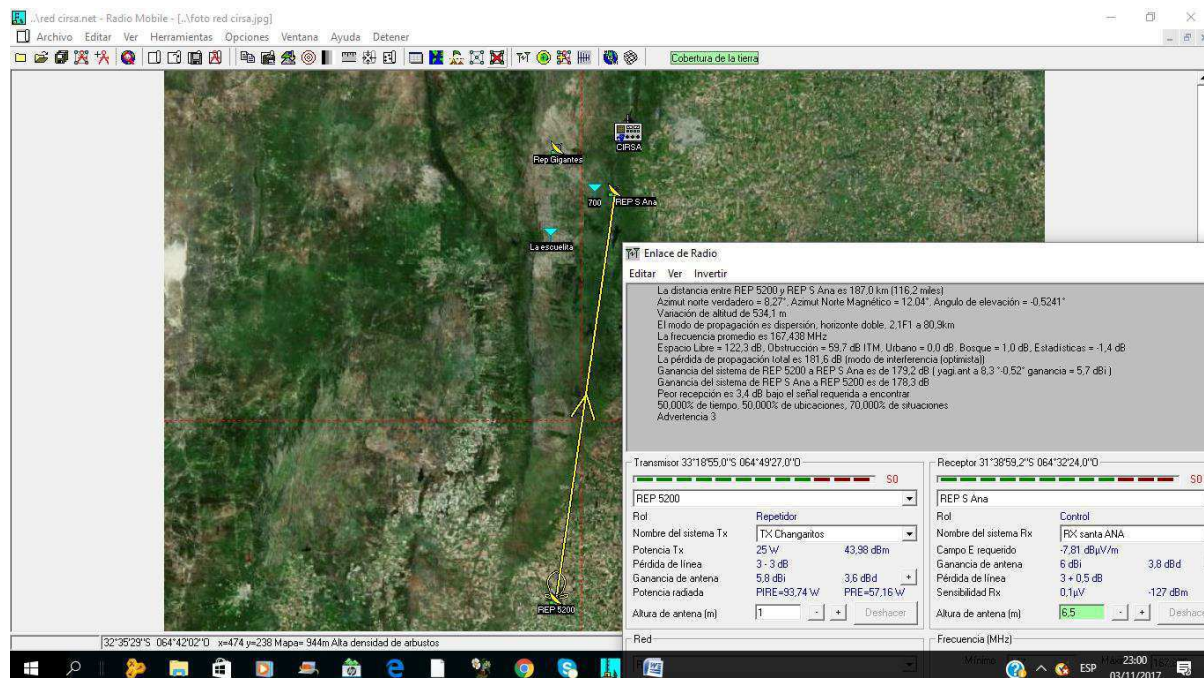 ..\red cirsa.net - Radio Mobile - [..\foto red cirsa.jpg]
Archivo Editar Ver Herramientas Opciones Ventana Ayuda Detener
Cobertura de la tierra
CIRSA
Rep Gigantes
700
REP S Ana
La escuelita
REP 5200
Enlace de Radio
Editar Ver Invertir
La distancia entre REP 5200 y REP S Ana es 187,0 km (116,2 miles)
Azimut norte verdadero = 8,27°, Azimut Norte Magnético = 12,04°, Angulo de elevación = -0,5241°
Variación de altitud de 534,1 m
El modo de propagación es dispersión, horizonte doble, 2,1F1 a 80,9km
La frecuencia promedio es 167,438 MHz
Espacio Libre = 122,3 dB, Obstrucción = 59,7 dB ITM, Urbano = 0,0 dB, Bosque = 1,0 dB, Estadísticas = -1,4 dB
La pérdida de propagación total es 181,6 dB (modo de interferencia (optimista))
Ganancia del sistema de REP 5200 a REP S Ana es de 179,2 dB ( yagi.ant a 8,3 °-0,52° ganancia = 5,7 dBi )
Ganancia del sistema de REP S Ana a REP 5200 es de 178,3 dB
Peor recepción es 3,4 dB bajo el señal requerida a encontrar
50,000% de tiempo, 50,000% de ubicaciones, 70,000% de situaciones
Advertencia 3
Transmisor 33°18'55,0"S 064°49'27,0"O
S0
REP 5200
Rol Repetidor
Nombre del sistema Tx TX Changaritos
Potencia Tx 25 W 43,98 dBm
Pérdida de línea 3 - 3 dB
Ganancia de antena 5,8 dBi 3,6 dBd +
Potencia radiada PIRE=93,74 W PRE=57,16 W
Altura de antena (m) 1 - + Deshacer
Red
Receptor 31°38'59,2"S 064°32'24,0"O
S0
REP S Ana
Rol Control
Nombre del sistema Rx RX santa ANA
Campo E requerido -7,81 dBµV/m
Ganancia de antena 6 dBi 3,8 dBd
Pérdida de línea 3 + 0,5 dB
Sensibilidad Rx 0,1µV -127 dBm
Altura de antena (m) 6,5 - + Deshace
Frecuencia (MHz)
Mínimo
32°35'29"S 064°42'02"O x=474 y=238 Mapa= 944m Alta densidad de arbustos
ESP
23:00
03/11/2017